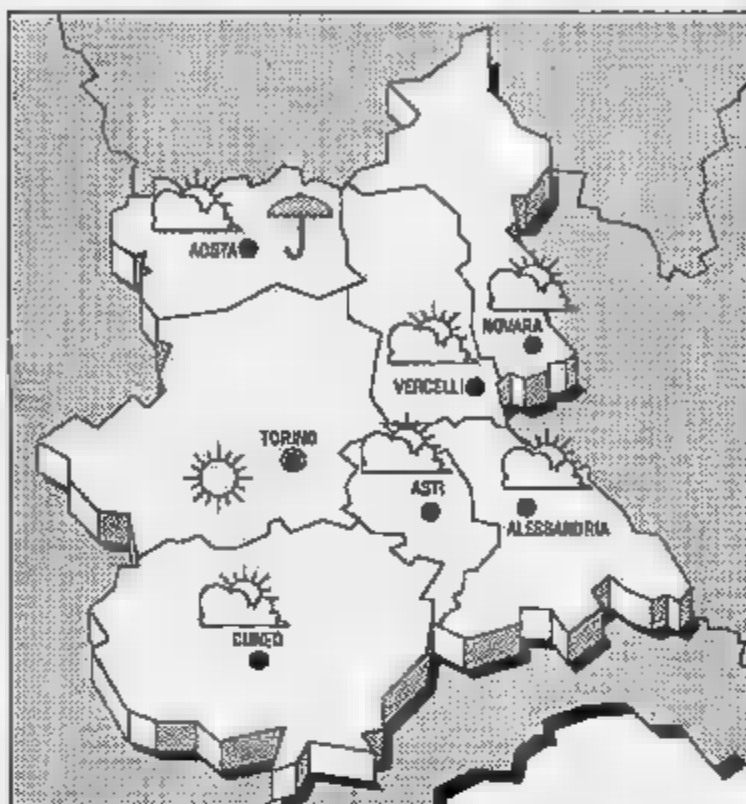 AOSTA
NOVARA
VERCELLI
TORINO
ASTI
ALESSANDRIA
CUNEO